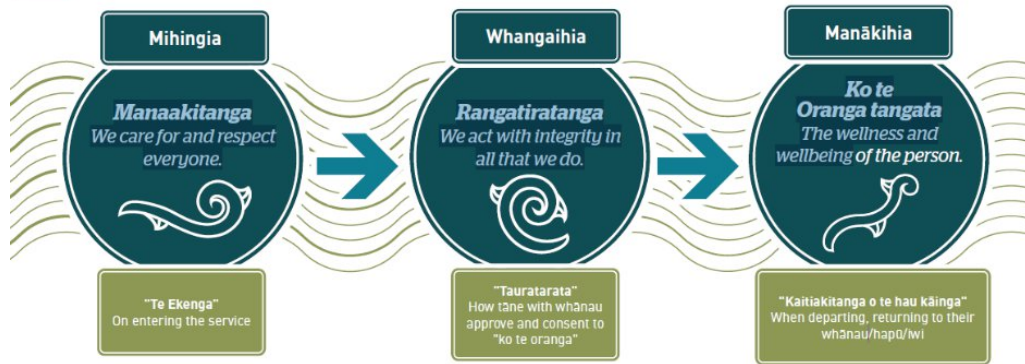 Mihingia
Manaakitanga
We care for and respect
everyone.
"Te Ekenga"
On entering the service
Whangaihia
Rangatiratanga
We act with integrity in
all that we do.
"Tauratarata"
How tāne with whānau
approve and consent to
"ko te oranga"
Manākihia
Ko te
Oranga tangata
The wellness and
wellbeing of the person.
"Kaitiakitanga o te hau kāinga"
When departing, returning to their
whānau/hapū/iwi